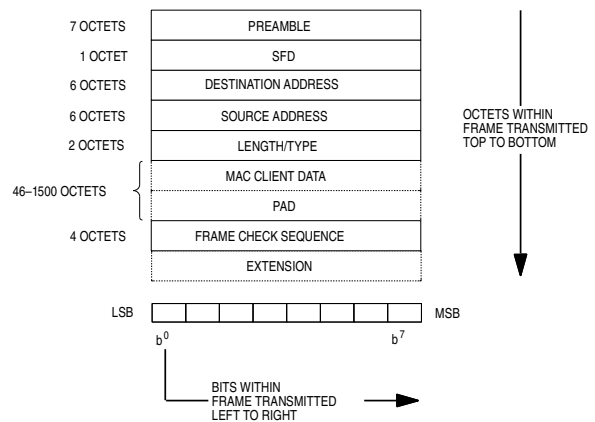 7 OCTETS PREAMBLE
1 OCTET SFD
6 OCTETS DESTINATION ADDRESS
6 OCTETS SOURCE ADDRESS
2 OCTETS LENGTH/TYPE
46–1500 OCTETS MAC CLIENT DATA
PAD
4 OCTETS FRAME CHECK SEQUENCE
EXTENSION
OCTETS WITHIN
FRAME TRANSMITTED
TOP TO BOTTOM
LSB MSB
b0 b7
BITS WITHIN
FRAME TRANSMITTED
LEFT TO RIGHT